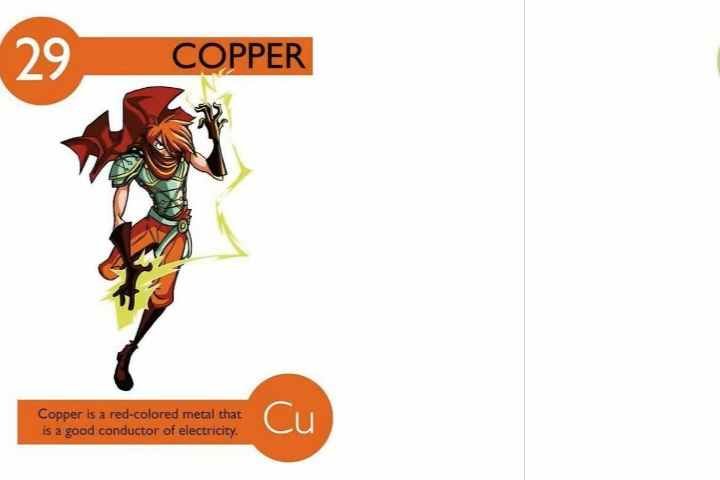 29
COPPER
Copper is a red-colored metal that
is a good conductor of electricity.
Cu